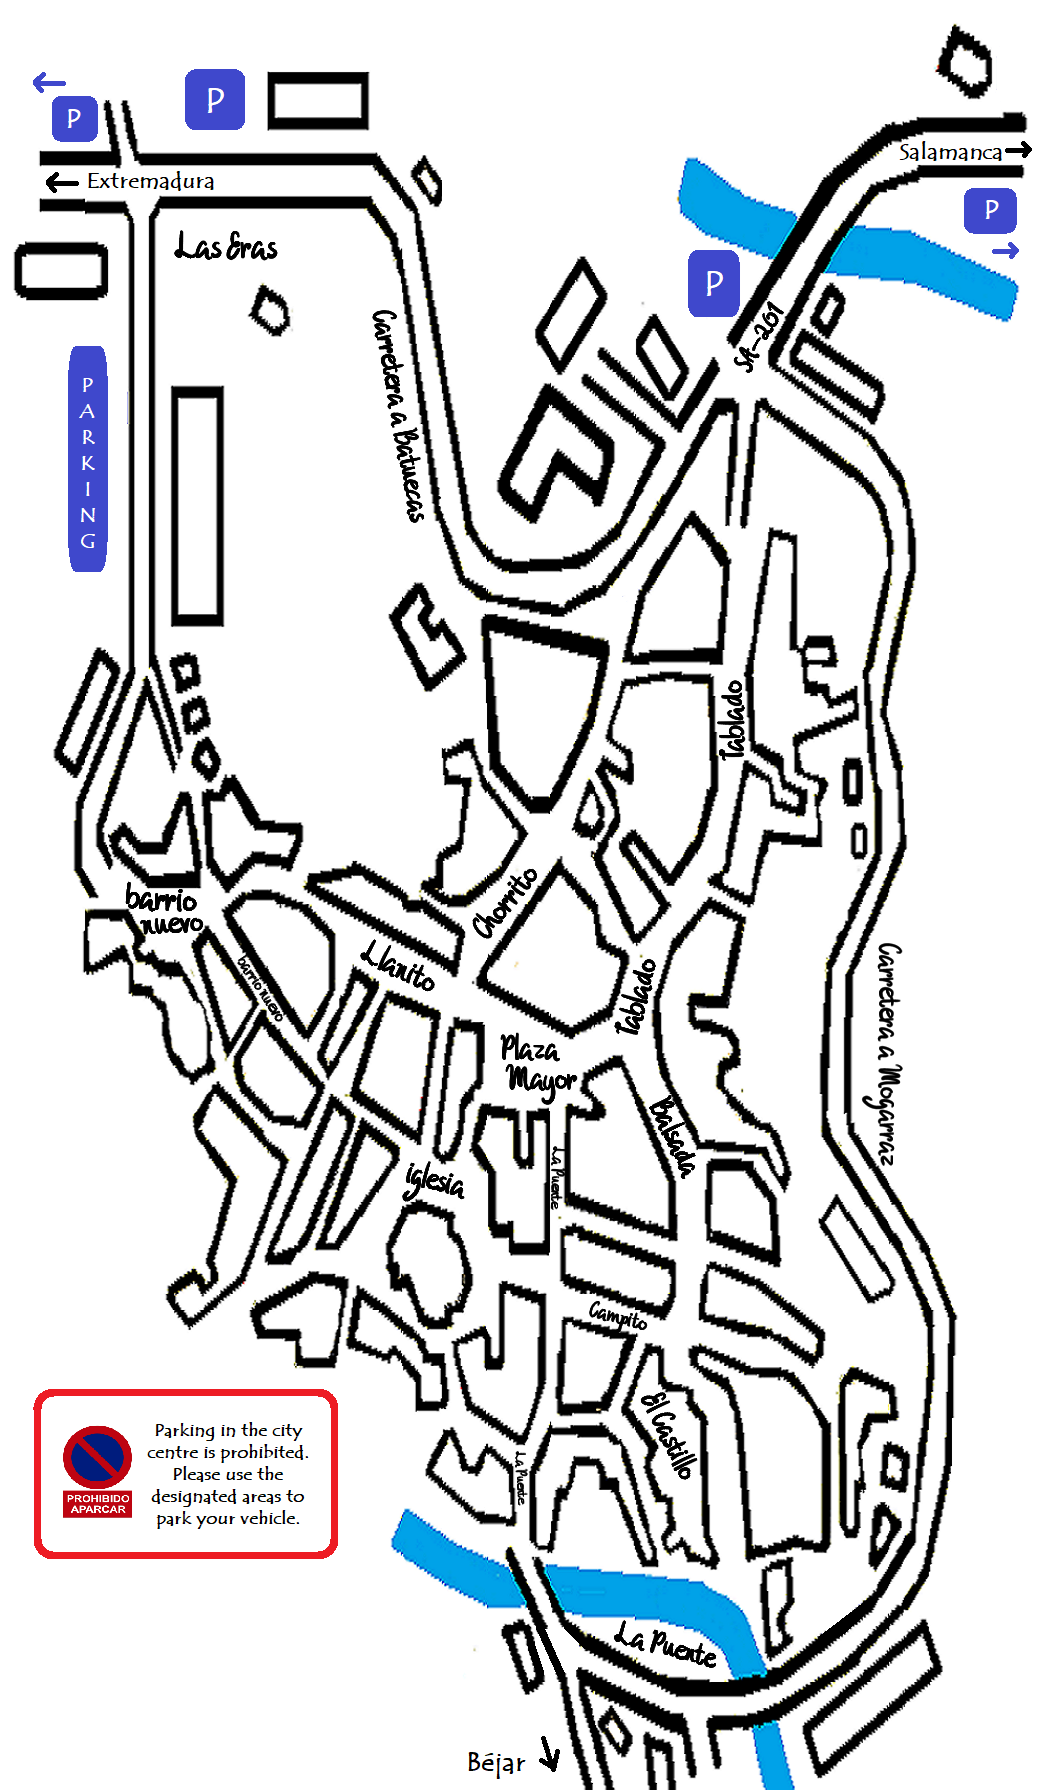 P
P
Salamanca
Extremadura
P
Las Eras
P
SA-201
Carretera a Batuecas
PARKING
Tablado
barrio
nuevo
Chorrito
Llanito
barrio nuevo
Tablado
Carretera a Mogarraz
Plaza
Mayor
Balsada
La Puente
iglesia
Campito
El Castillo
Parking in the city
centre is prohibited.
Please use the
designated areas to
park your vehicle.
PROHIBIDO
APARCAR
La Puente
La Puente
Béjar